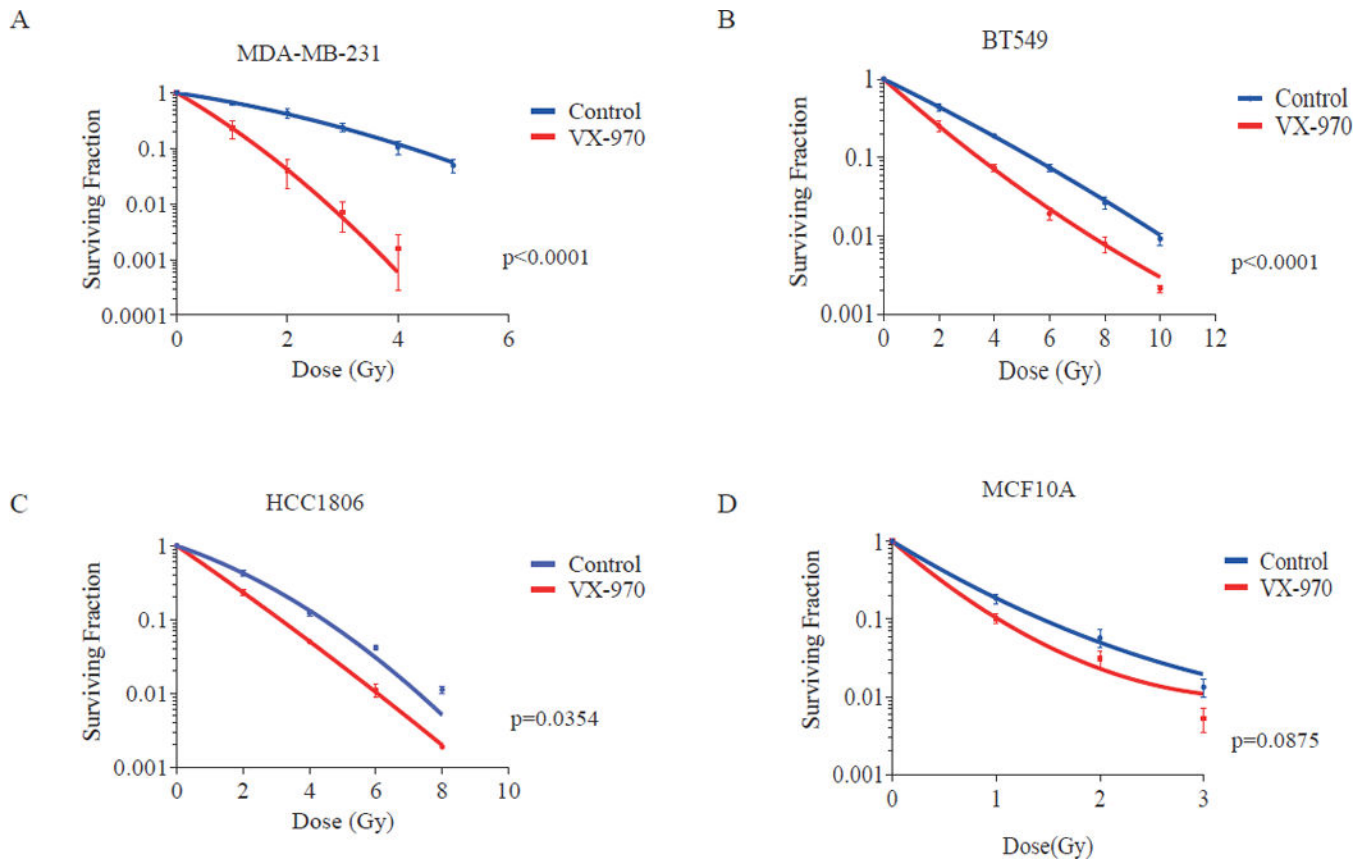 A
MDA-MB-231
Surviving Fraction
1
0.1
0.01
0.001
0.0001
0 2 4 6
Dose (Gy)
Control
VX-970
p<0.0001
B
BT549
Surviving Fraction
1
0.1
0.01
0.001
0 2 4 6 8 10 12
Dose (Gy)
Control
VX-970
p<0.0001
C
HCC1806
Surviving Fraction
1
0.1
0.01
0.001
0 2 4 6 8 10
Dose (Gy)
Control
VX-970
p=0.0354
D
MCF10A
Surviving Fraction
1
0.1
0.01
0.001
0 1 2 3
Dose(Gy)
Control
VX-970
p=0.0875